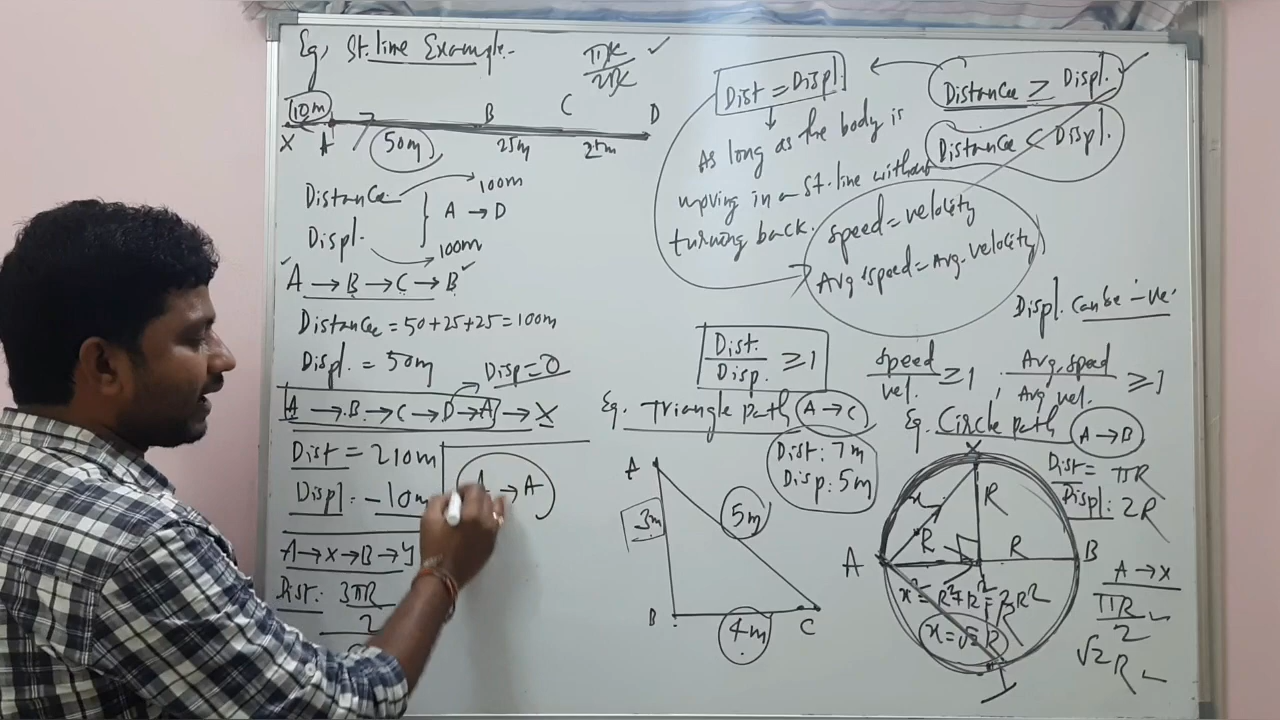 Eg, St. line Example.
πR/2R ✓
10m
X A B C D
50m 25m 25m
Distance → 100m
A → D
Displ. → 100m
A → B → C → B
Distance = 50+25+25 = 100m
Displ. = 50m
Disp = 0
A → B → C → D → A → X
Dist = 210m
Displ: -10m
→ A
A → X → B → Y
Dist: 3πR
2
Dist = Displ.
As long as the body is
moving in a st. line without
turning back.
Distance ≥ Displ.
Distance < Displ.
Speed = velocity
Avg. speed = Avg. velocity
Displ. can be -ve.
Dist./Disp. ≥ 1
Speed/vel. ≥ 1, Avg. speed/Avg vel. ≥ 1
Eg. Triangle path A → C
Dist: 7m
Disp: 5m
A
3m 5m
B 4m C
Eg. Circle path A → B
Dist = πR
Displ: 2R
X
x R
A R R B
x² = R² + R² = 2R²
x = √2 R
A → X
πR/2
√2 R